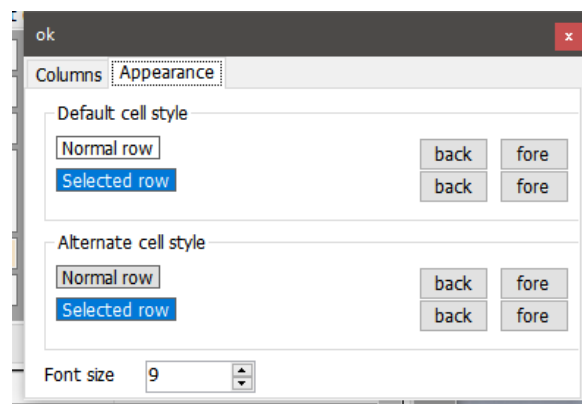 ok x
Columns Appearance
Default cell style
Normal row back fore
Selected row back fore
Alternate cell style
Normal row back fore
Selected row back fore
Font size 9